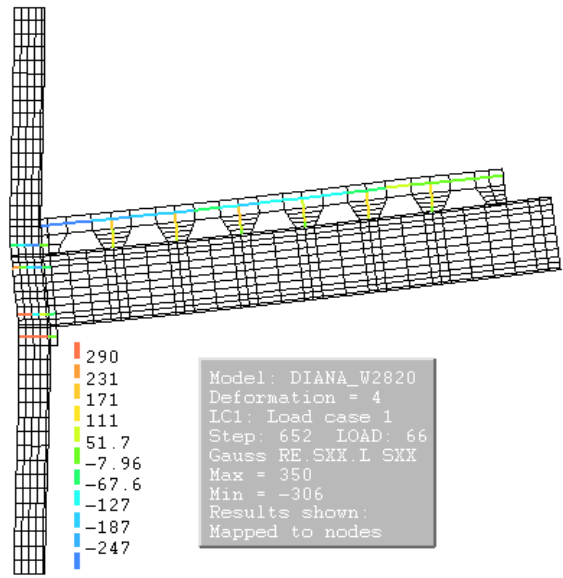 290
231
171
111
51.7
-7.96
-67.6
-127
-187
-247
Model: DIANA_W2820
Deformation = 4
LC1: Load case 1
Step: 652 LOAD: 66
Gauss RE.SXX.L SXX
Max = 350
Min = -306
Results shown:
Mapped to nodes